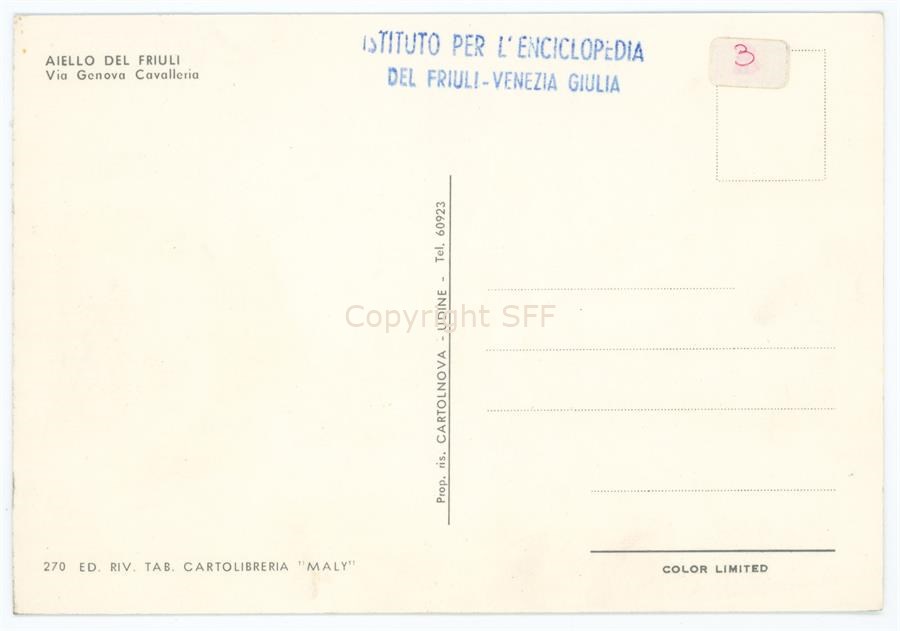 AIELLO DEL FRIULI
Via Genova Cavalleria
ISTITUTO PER L'ENCICLOPEDIA
DEL FRIULI-VENEZIA GIULIA
3
Prop. ris. CARTOLNOVA - UDINE - Tel. 60923
Copyright SFF
270 ED. RIV. TAB. CARTOLIBRERIA "MALY"
COLOR LIMITED